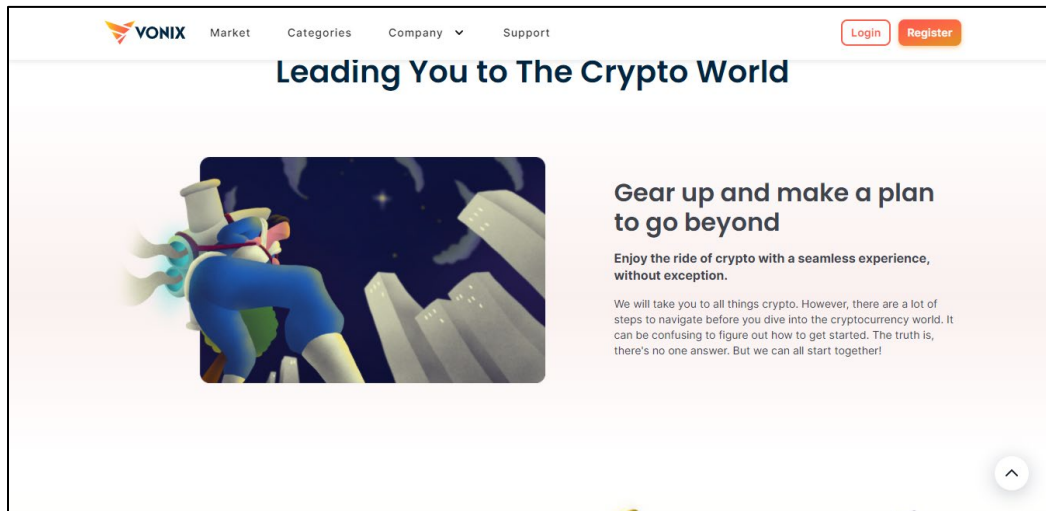 VONIX Market Categories Company Support Login Register
Leading You to The Crypto World
Gear up and make a plan
to go beyond
Enjoy the ride of crypto with a seamless experience,
without exception.
We will take you to all things crypto. However, there are a lot of
steps to navigate before you dive into the cryptocurrency world. It
can be confusing to figure out how to get started. The truth is,
there's no one answer. But we can all start together!